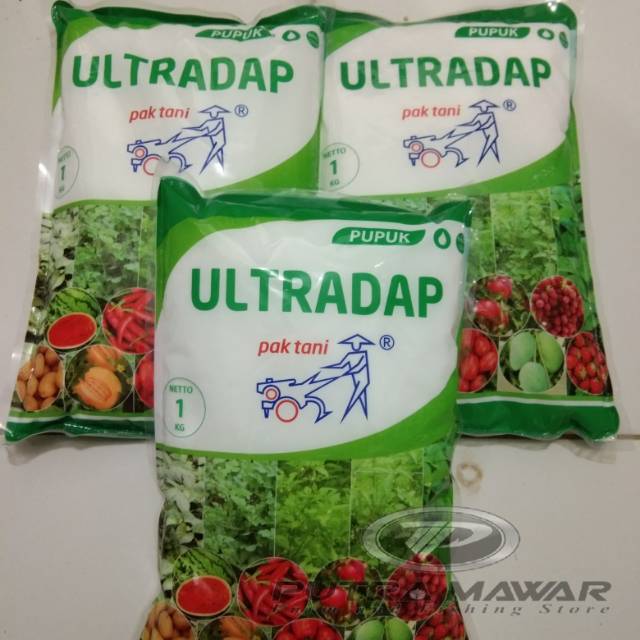 PUPUK
ULTRADAP
pak tani ®
NETTO
1
KG
PUPUK
ULTRADAP
pak tani ®
NETTO
1
KG
PUPUK
ULTRADAP
pak tani ®
NETTO
1
KG
PUTRA MAWAR
Store